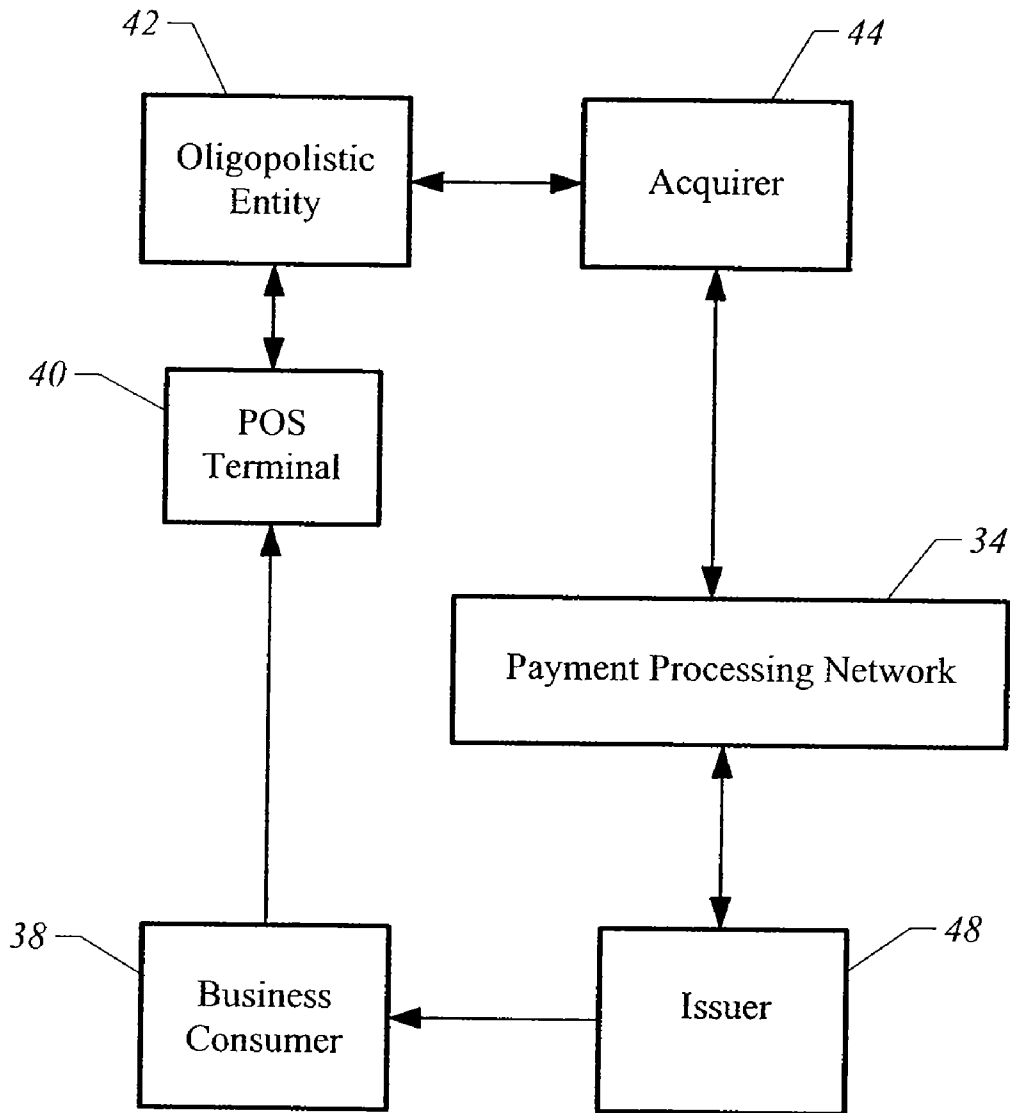 42
44
Oligopolistic
Entity
Acquirer
40
POS
Terminal
34
Payment Processing Network
38
48
Business
Consumer
Issuer